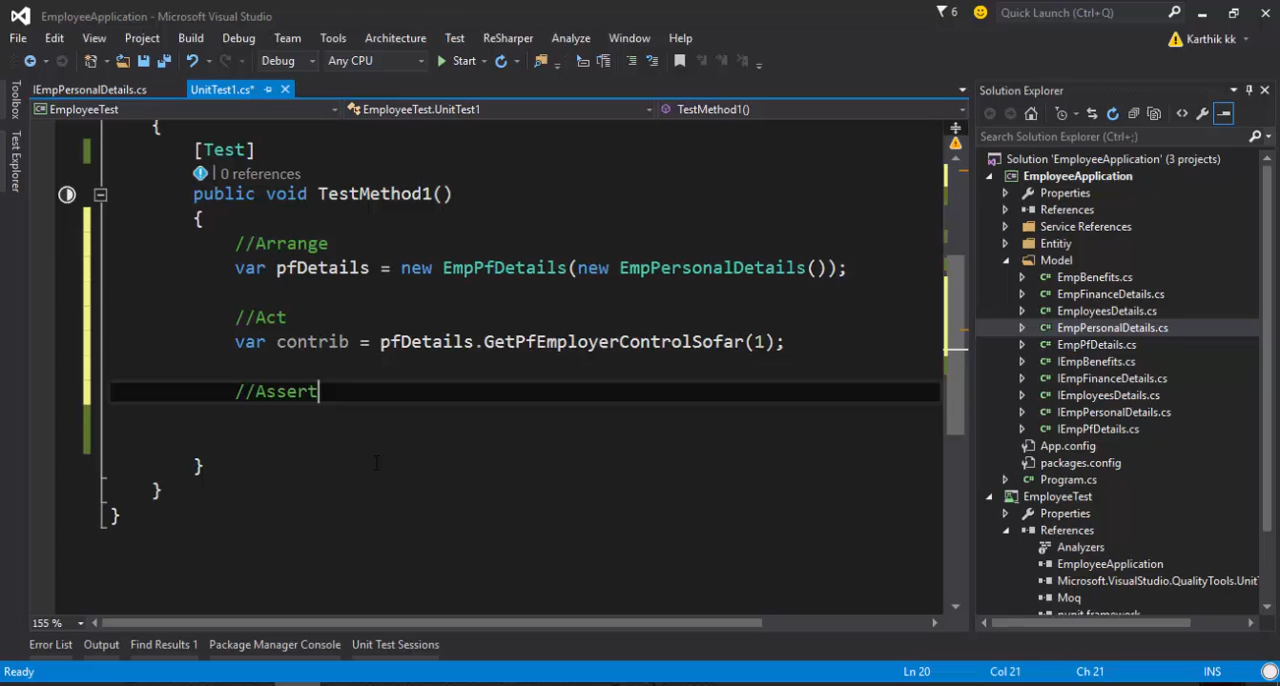 EmployeeApplication - Microsoft Visual Studio
6
Quick Launch (Ctrl+Q)
File Edit View Project Build Debug Team Tools Architecture Test ReSharper Analyze Window Help
Karthik kk
Debug Any CPU Start
Toolbox
Test Explorer
IEmpPersonalDetails.cs UnitTest1.cs*
EmployeeTest EmployeeTest.UnitTest1 TestMethod1()
{
[Test]
0 references
public void TestMethod1()
{
//Arrange
var pfDetails = new EmpPfDetails(new EmpPersonalDetails());
//Act
var contrib = pfDetails.GetPfEmployerControlSofar(1);
//Assert
}
}
}
155 %
Solution Explorer
Search Solution Explorer (Ctrl+;)
Solution 'EmployeeApplication' (3 projects)
EmployeeApplication
Properties
References
Service References
Entitiy
Model
C# EmpBenefits.cs
C# EmpFinanceDetails.cs
C# EmployeesDetails.cs
C# EmpPersonalDetails.cs
C# EmpPfDetails.cs
C# IEmpBenefits.cs
C# IEmpFinanceDetails.cs
C# IEmployeesDetails.cs
C# IEmpPersonalDetails.cs
C# IEmpPfDetails.cs
App.config
packages.config
C# Program.cs
EmployeeTest
Properties
References
Analyzers
EmployeeApplication
Microsoft.VisualStudio.QualityTools.UnitT
Moq
nunit.framework
Error List Output Find Results 1 Package Manager Console Unit Test Sessions
Ready Ln 20 Col 21 Ch 21 INS